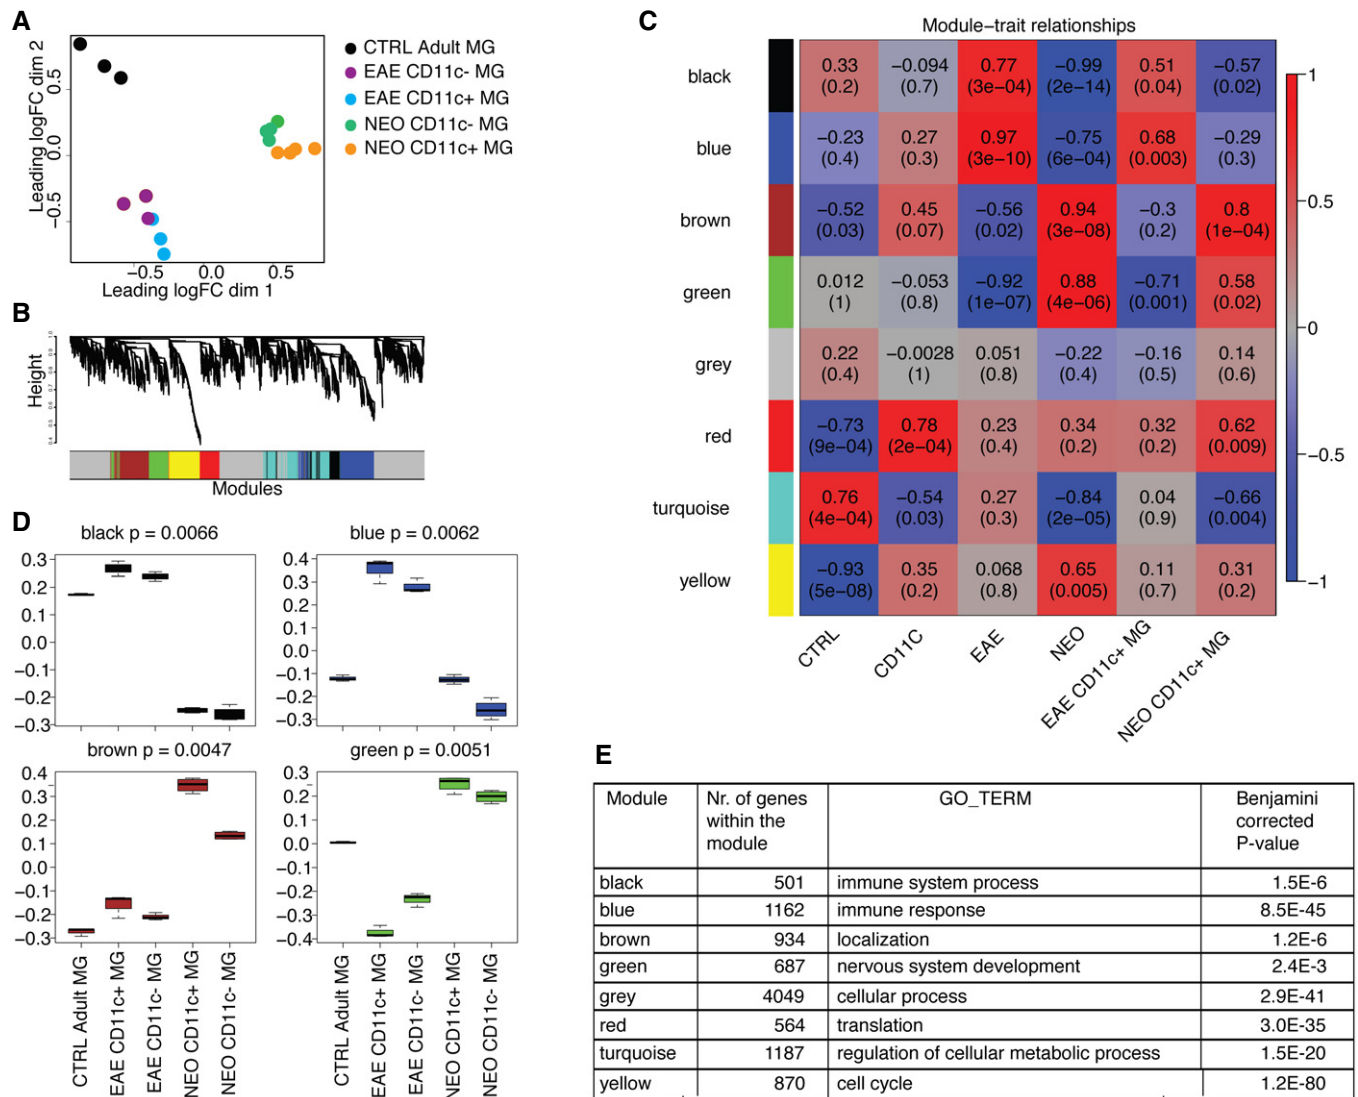 A
CTRL Adult MG
EAE CD11c- MG
EAE CD11c+ MG
NEO CD11c- MG
NEO CD11c+ MG
Leading logFC dim 2
0.5
0.0
−0.5
−0.5 0.0 0.5
Leading logFC dim 1
B
Height
Modules
C
Module−trait relationships
black 0.33 −0.094 0.77 −0.99 0.51 −0.57
(0.2) (0.7) (3e−04) (2e−14) (0.04) (0.02)
blue −0.23 0.27 0.97 −0.75 0.68 −0.29
(0.4) (0.3) (3e−10) (6e−04) (0.003) (0.3)
brown −0.52 0.45 −0.56 0.94 −0.3 0.8
(0.03) (0.07) (0.02) (3e−08) (0.2) (1e−04)
green 0.012 −0.053 −0.92 0.88 −0.71 0.58
(1) (0.8) (1e−07) (4e−06) (0.001) (0.02)
grey 0.22 −0.0028 0.051 −0.22 −0.16 0.14
(0.4) (1) (0.8) (0.4) (0.5) (0.6)
red −0.73 0.78 0.23 0.34 0.32 0.62
(9e−04) (2e−04) (0.4) (0.2) (0.2) (0.009)
turquoise 0.76 −0.54 0.27 −0.84 0.04 −0.66
(4e−04) (0.03) (0.3) (2e−05) (0.9) (0.004)
yellow −0.93 0.35 0.068 0.65 0.11 0.31
(5e−08) (0.2) (0.8) (0.005) (0.7) (0.2)
CTRL
CD11C
EAE
NEO
EAE CD11c+ MG
NEO CD11c+ MG
1
0.5
0
−0.5
−1
D
black p = 0.0066
0.3
0.2
0.1
0.0
−0.1
−0.2
−0.3
blue p = 0.0062
0.4
0.3
0.2
0.1
0.0
−0.1
−0.2
−0.3
brown p = 0.0047
0.4
0.3
0.2
0.1
0.0
−0.1
−0.2
−0.3
green p = 0.0051
0.3
0.2
0.1
0.0
−0.1
−0.2
−0.3
−0.4
CTRL Adult MG
EAE CD11c+ MG
EAE CD11c- MG
NEO CD11c+ MG
NEO CD11c- MG
CTRL Adult MG
EAE CD11c+ MG
EAE CD11c- MG
NEO CD11c+ MG
NEO CD11c- MG
E
Module Nr. of genes within the module GO_TERM Benjamini corrected P-value
black 501 immune system process 1.5E-6
blue 1162 immune response 8.5E-45
brown 934 localization 1.2E-6
green 687 nervous system development 2.4E-3
grey 4049 cellular process 2.9E-41
red 564 translation 3.0E-35
turquoise 1187 regulation of cellular metabolic process 1.5E-20
yellow 870 cell cycle 1.2E-80